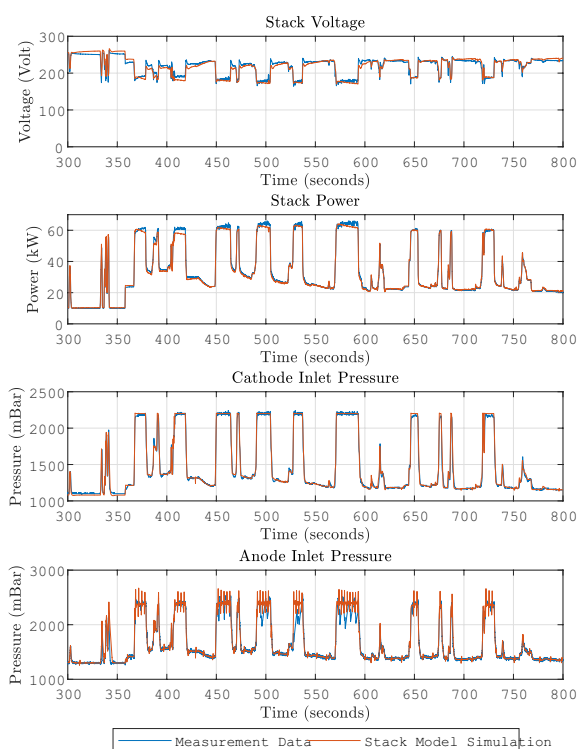 Stack Voltage
Voltage (Volt)
300
200
100
0
300 350 400 450 500 550 600 650 700 750 800
Time (seconds)
Stack Power
Power (kW)
60
40
20
0
300 350 400 450 500 550 600 650 700 750 800
Time (seconds)
Cathode Inlet Pressure
Pressure (mBar)
2500
2000
1500
1000
300 350 400 450 500 550 600 650 700 750 800
Time (seconds)
Anode Inlet Pressure
Pressure (mBar)
3000
2000
1000
300 350 400 450 500 550 600 650 700 750 800
Time (seconds)
Measurement Data Stack Model Simulation